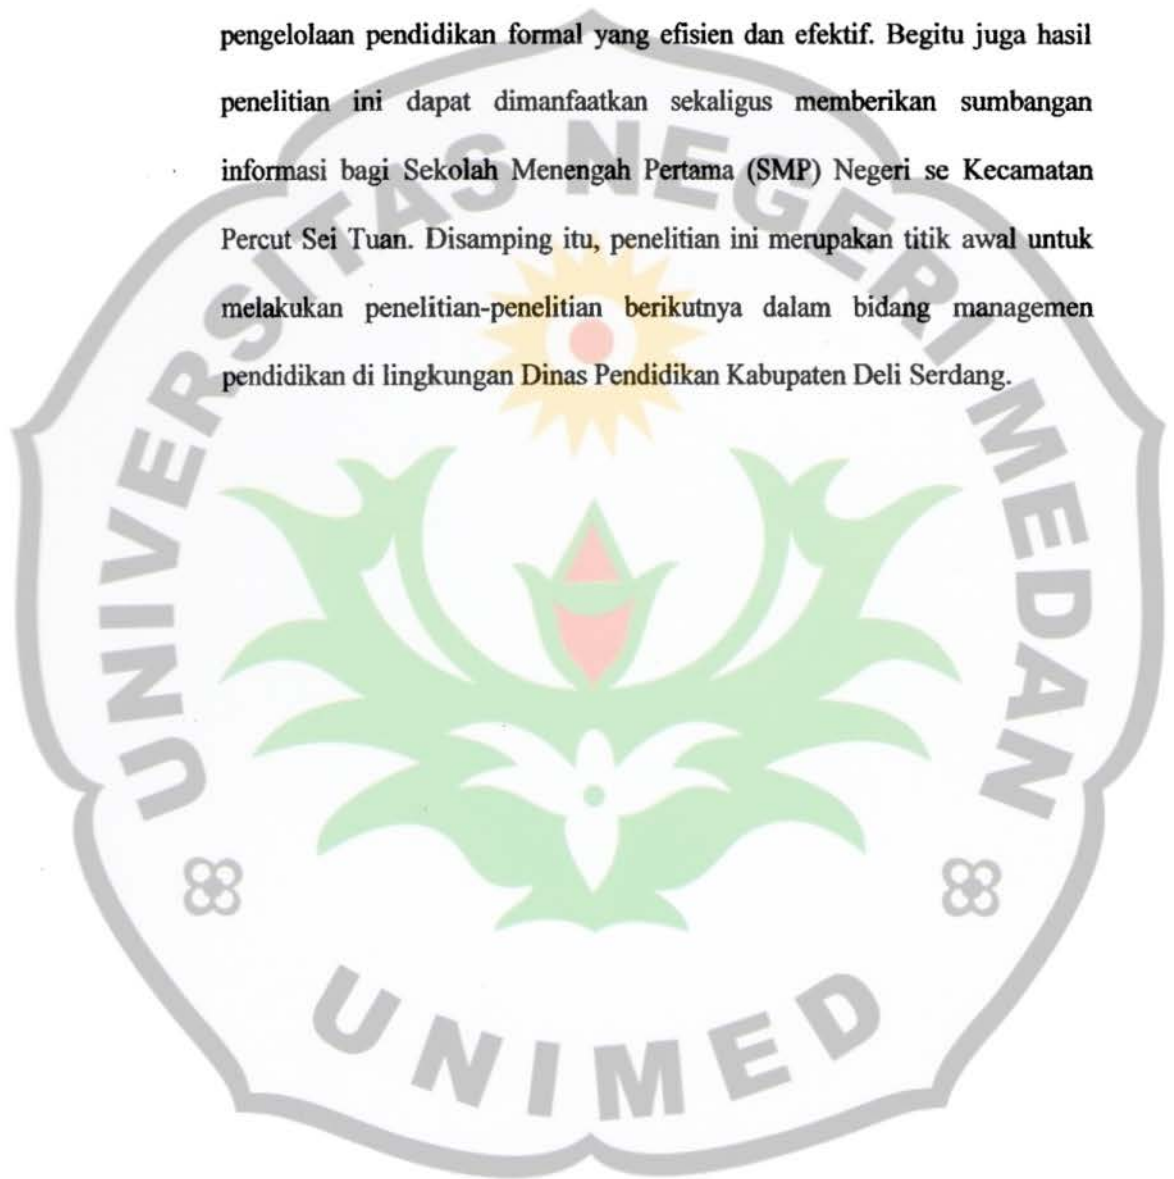 pengelolaan pendidikan formal yang efisien dan efektif. Begitu juga hasil
penelitian ini dapat dimanfaatkan sekaligus memberikan sumbangan
informasi bagi Sekolah Menengah Pertama (SMP) Negeri se Kecamatan
Percut Sei Tuan. Disamping itu, penelitian ini merupakan titik awal untuk
melakukan penelitian-penelitian berikutnya dalam bidang managemen
pendidikan di lingkungan Dinas Pendidikan Kabupaten Deli Serdang.
UNIVERSITAS NEGERI MEDAN
UNIMED